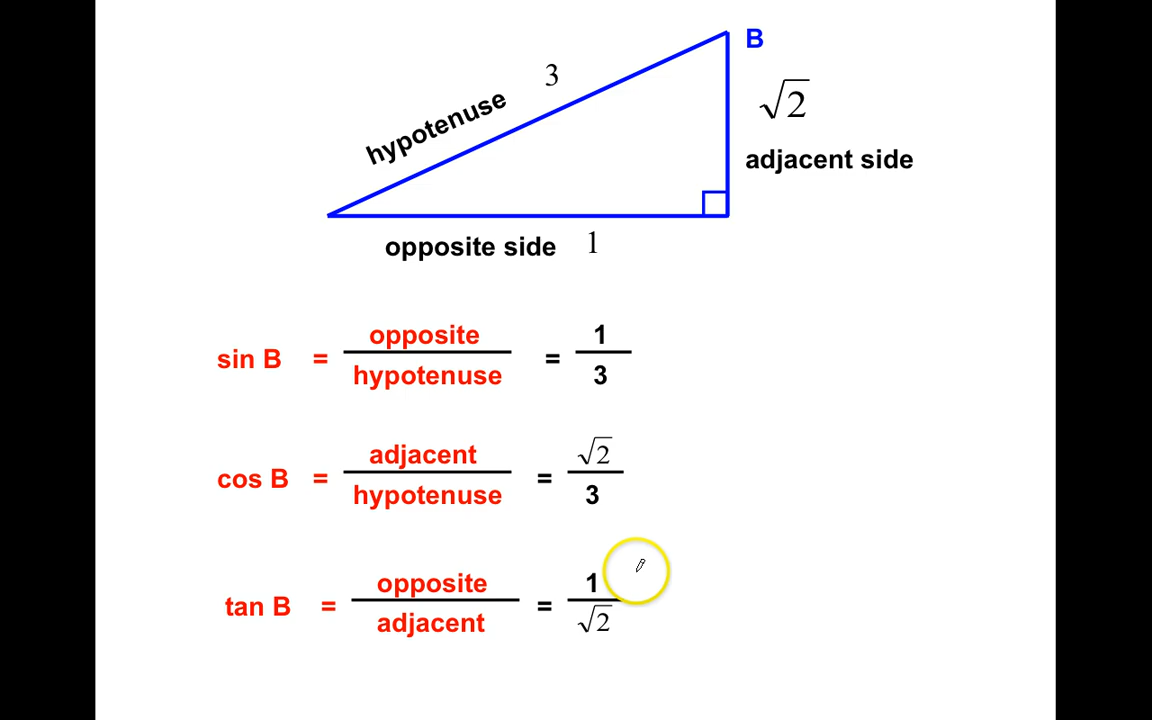 B
3
hypotenuse
√2
adjacent side
opposite side 1
sin B = opposite / hypotenuse = 1 / 3
cos B = adjacent / hypotenuse = √2 / 3
tan B = opposite / adjacent = 1 / √2